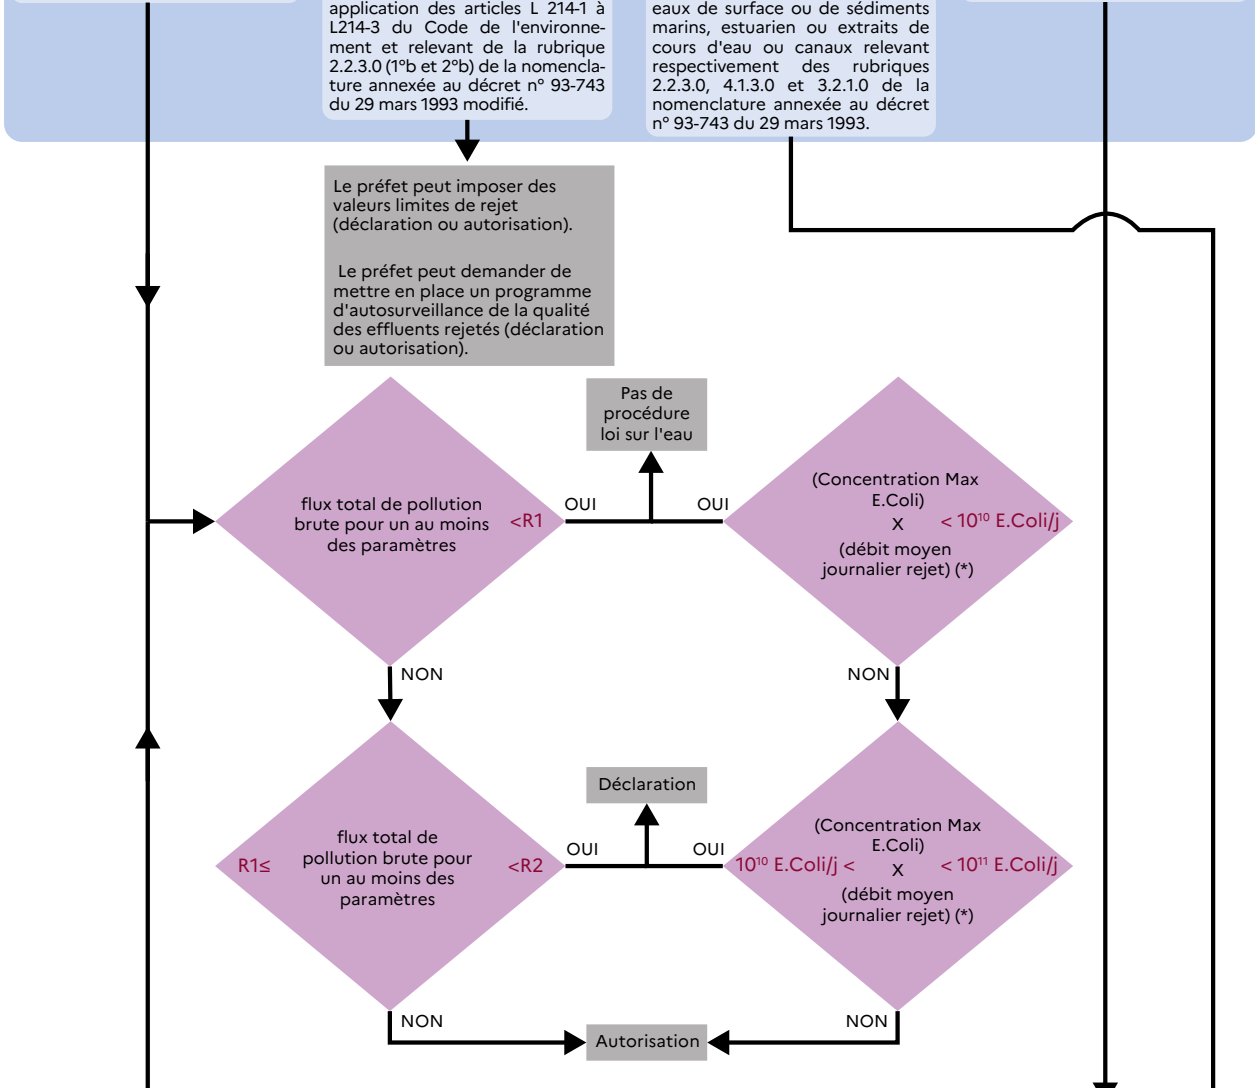 application des articles L 214-1 à
L214-3 du Code de l'environne-
ment et relevant de la rubrique
2.2.3.0 (1°b et 2°b) de la nomencla-
ture annexée au décret n° 93-743
du 29 mars 1993 modifié.
eaux de surface ou de sédiments
marins, estuarien ou extraits de
cours d'eau ou canaux relevant
respectivement des rubriques
2.2.3.0, 4.1.3.0 et 3.2.1.0 de la
nomenclature annexée au décret
n° 93-743 du 29 mars 1993.
Le préfet peut imposer des
valeurs limites de rejet
(déclaration ou autorisation).
Le préfet peut demander de
mettre en place un programme
d'autosurveillance de la qualité
des effluents rejetés (déclaration
ou autorisation).
Pas de
procédure
loi sur l'eau
flux total de pollution
brute pour un au moins
des paramètres
<R1
OUI
OUI
(Concentration Max
E.Coli)
X
(débit moyen
journalier rejet) (*)
< 10¹⁰ E.Coli/j
NON
NON
Déclaration
R1≤
flux total de
pollution brute pour
un au moins des
paramètres
<R2
OUI
OUI
10¹⁰ E.Coli/j <
(Concentration Max
E.Coli)
X
(débit moyen
journalier rejet) (*)
< 10¹¹ E.Coli/j
NON
NON
Autorisation